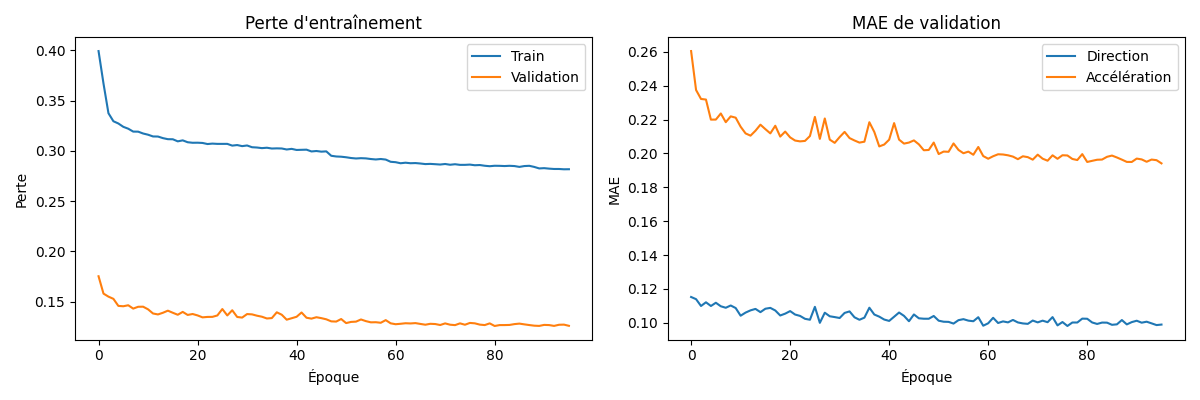 Perte d'entraînement
0.40
0.35
0.30
0.25
0.20
0.15
Perte
0
20
40
60
80
Époque
Train
Validation
MAE de validation
0.26
0.24
0.22
0.20
0.18
0.16
0.14
0.12
0.10
MAE
0
20
40
60
80
Époque
Direction
Accélération